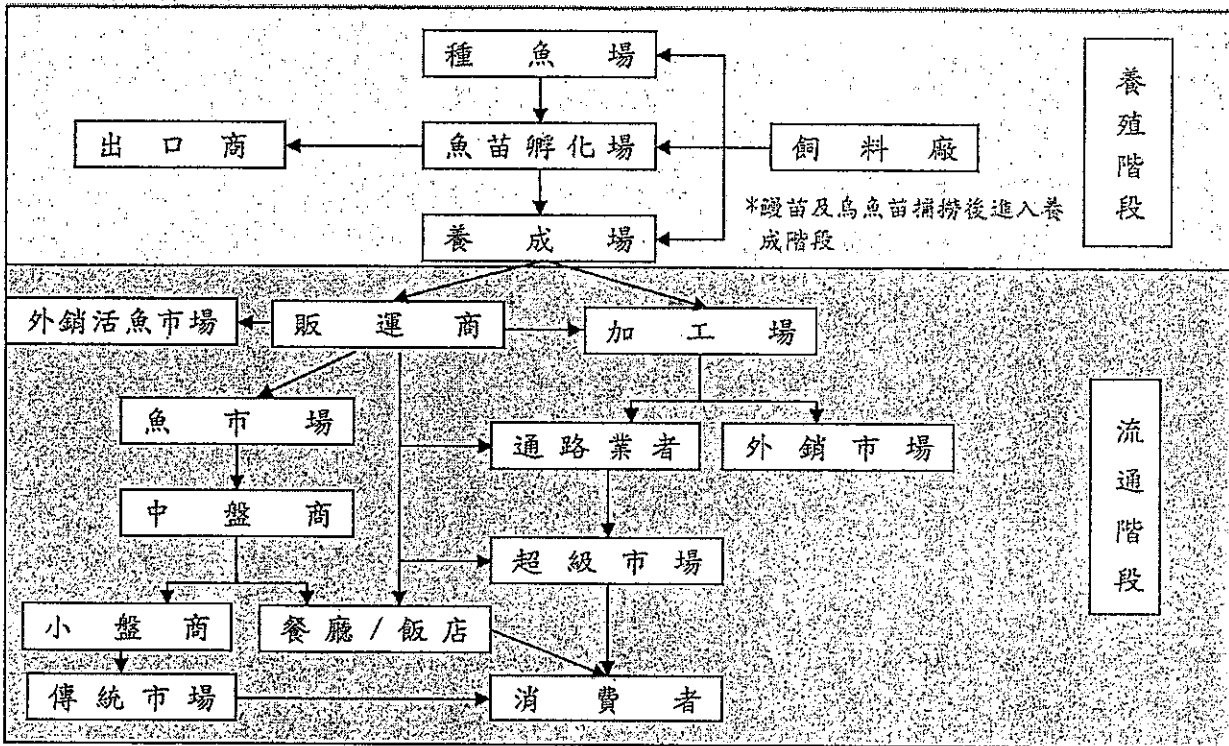 種魚場
出口商
魚苗孵化場
飼料廠
*鰻苗及烏魚苗捕撈後進入養
成階段
養成場
養殖階段
外銷活魚市場
販運商
加工場
魚市場
通路業者
外銷市場
中盤商
超級市場
小盤商
餐廳/飯店
傳統市場
消費者
流通階段